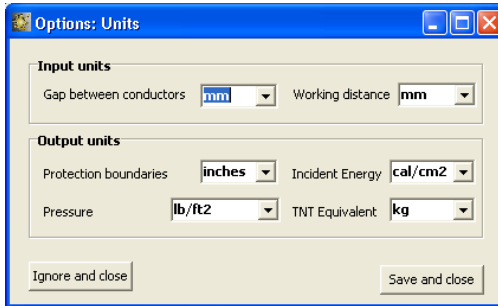 Options: Units
Input units
Gap between conductors mm Working distance mm
Output units
Protection boundaries inches Incident Energy cal/cm2
Pressure lb/ft2 TNT Equivalent kg
Ignore and close Save and close